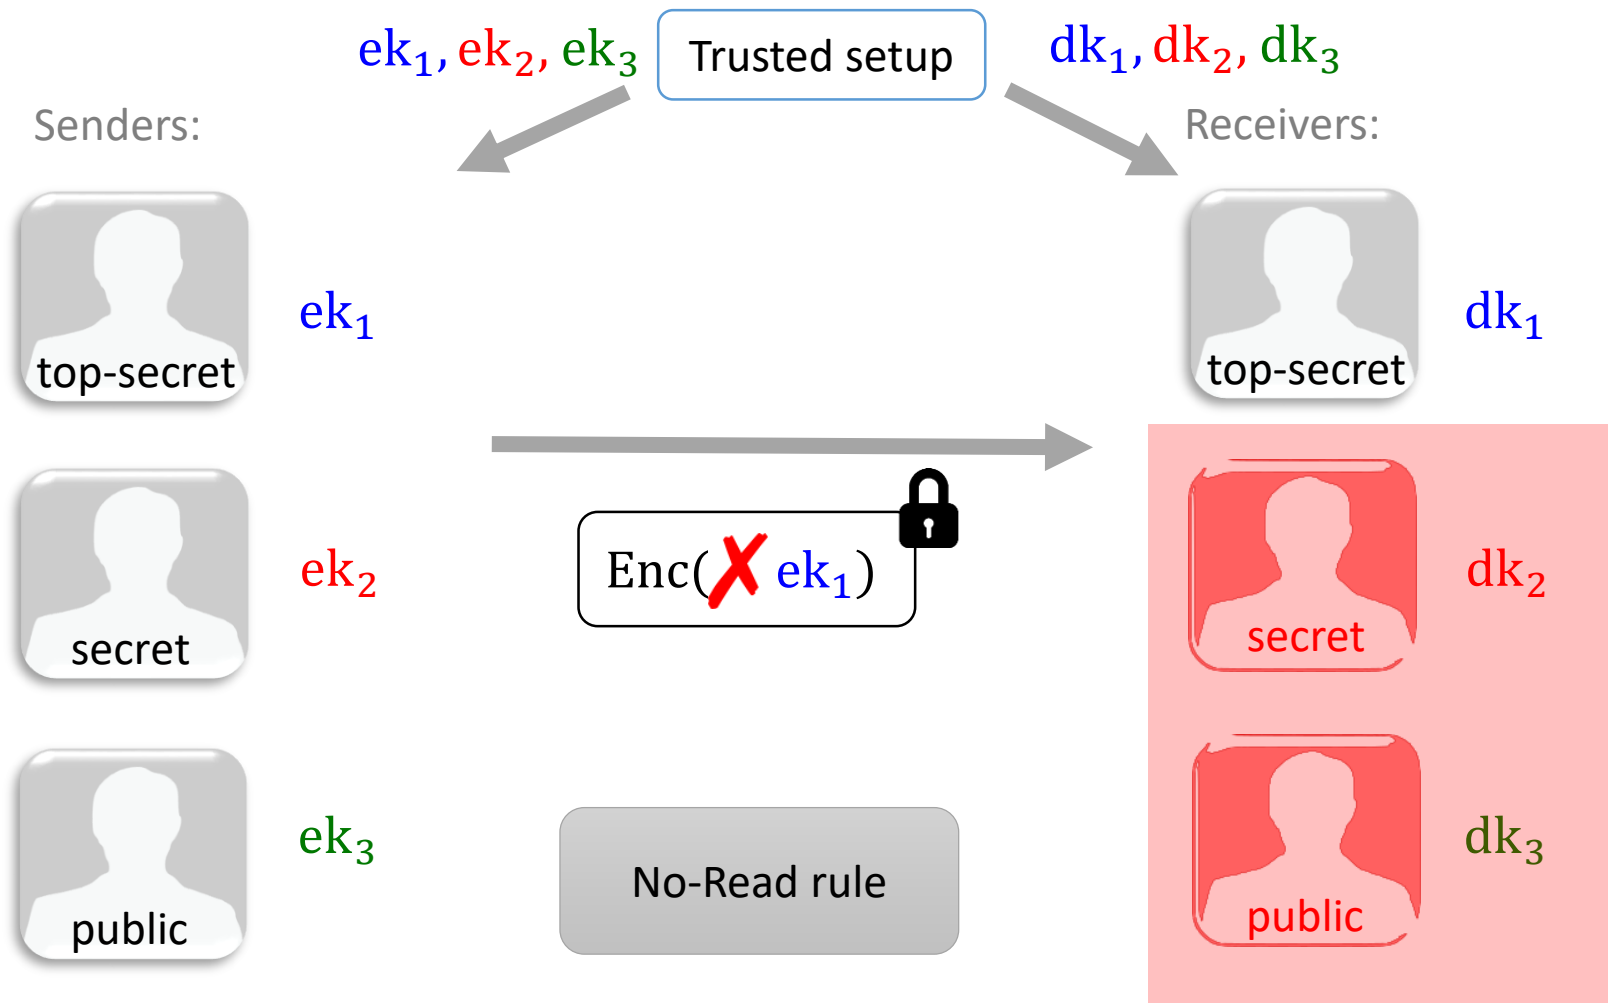 ek₁, ek₂, ek₃ Trusted setup dk₁, dk₂, dk₃
Senders: Receivers:
ek₁ dk₁
top-secret top-secret
Enc(✗ ek₁)
ek₂ dk₂
secret secret
ek₃ dk₃
No-Read rule
public public